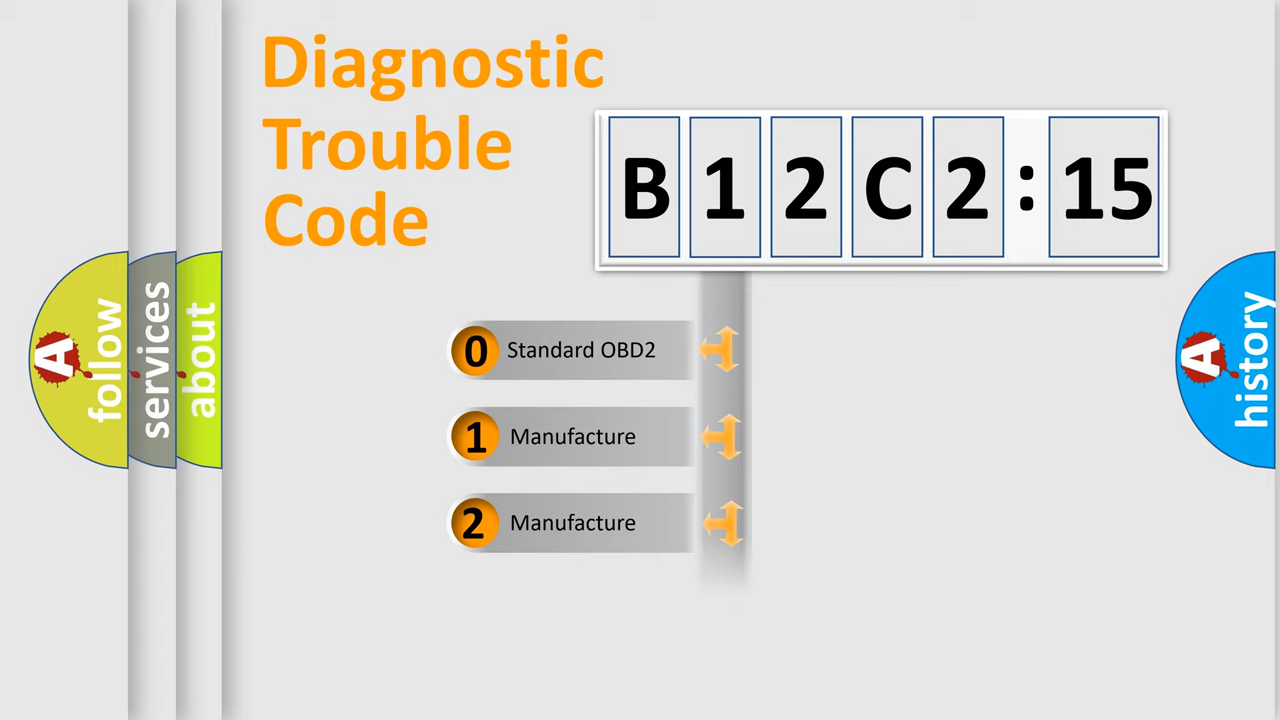 Diagnostic
Trouble
Code
B 1 2 C 2 : 15
0 Standard OBD2
1 Manufacture
2 Manufacture
A follow
services
about
A history